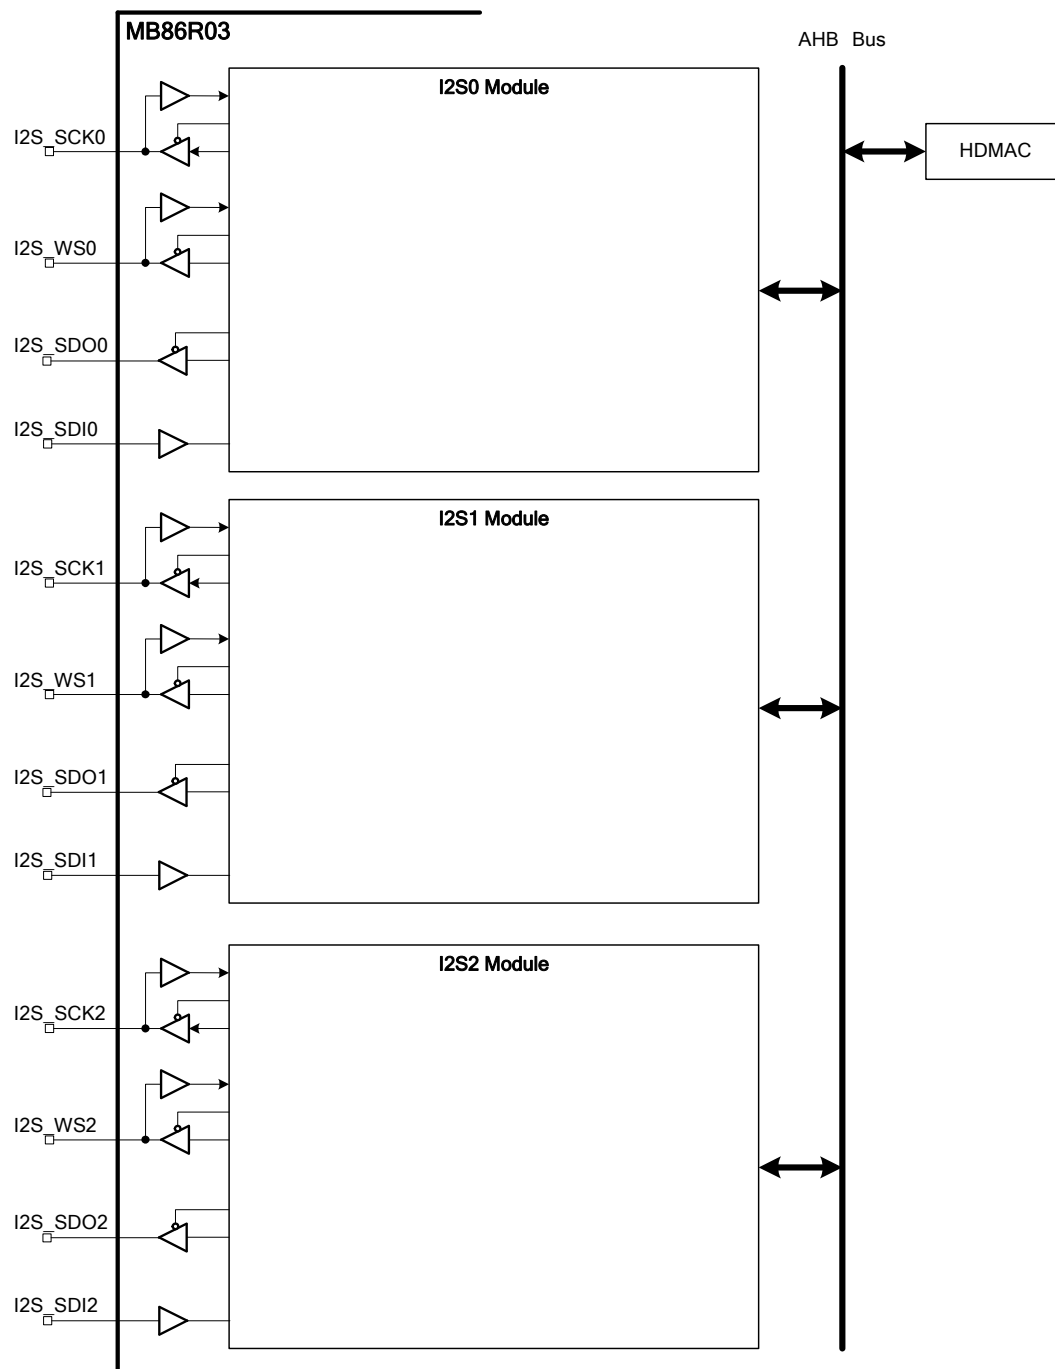 MB86R03
AHB Bus
I2S0 Module
I2S_SCK0
HDMAC
I2S_WS0
I2S_SDO0
I2S_SDI0
I2S1 Module
I2S_SCK1
I2S_WS1
I2S_SDO1
I2S_SDI1
I2S2 Module
I2S_SCK2
I2S_WS2
I2S_SDO2
I2S_SDI2